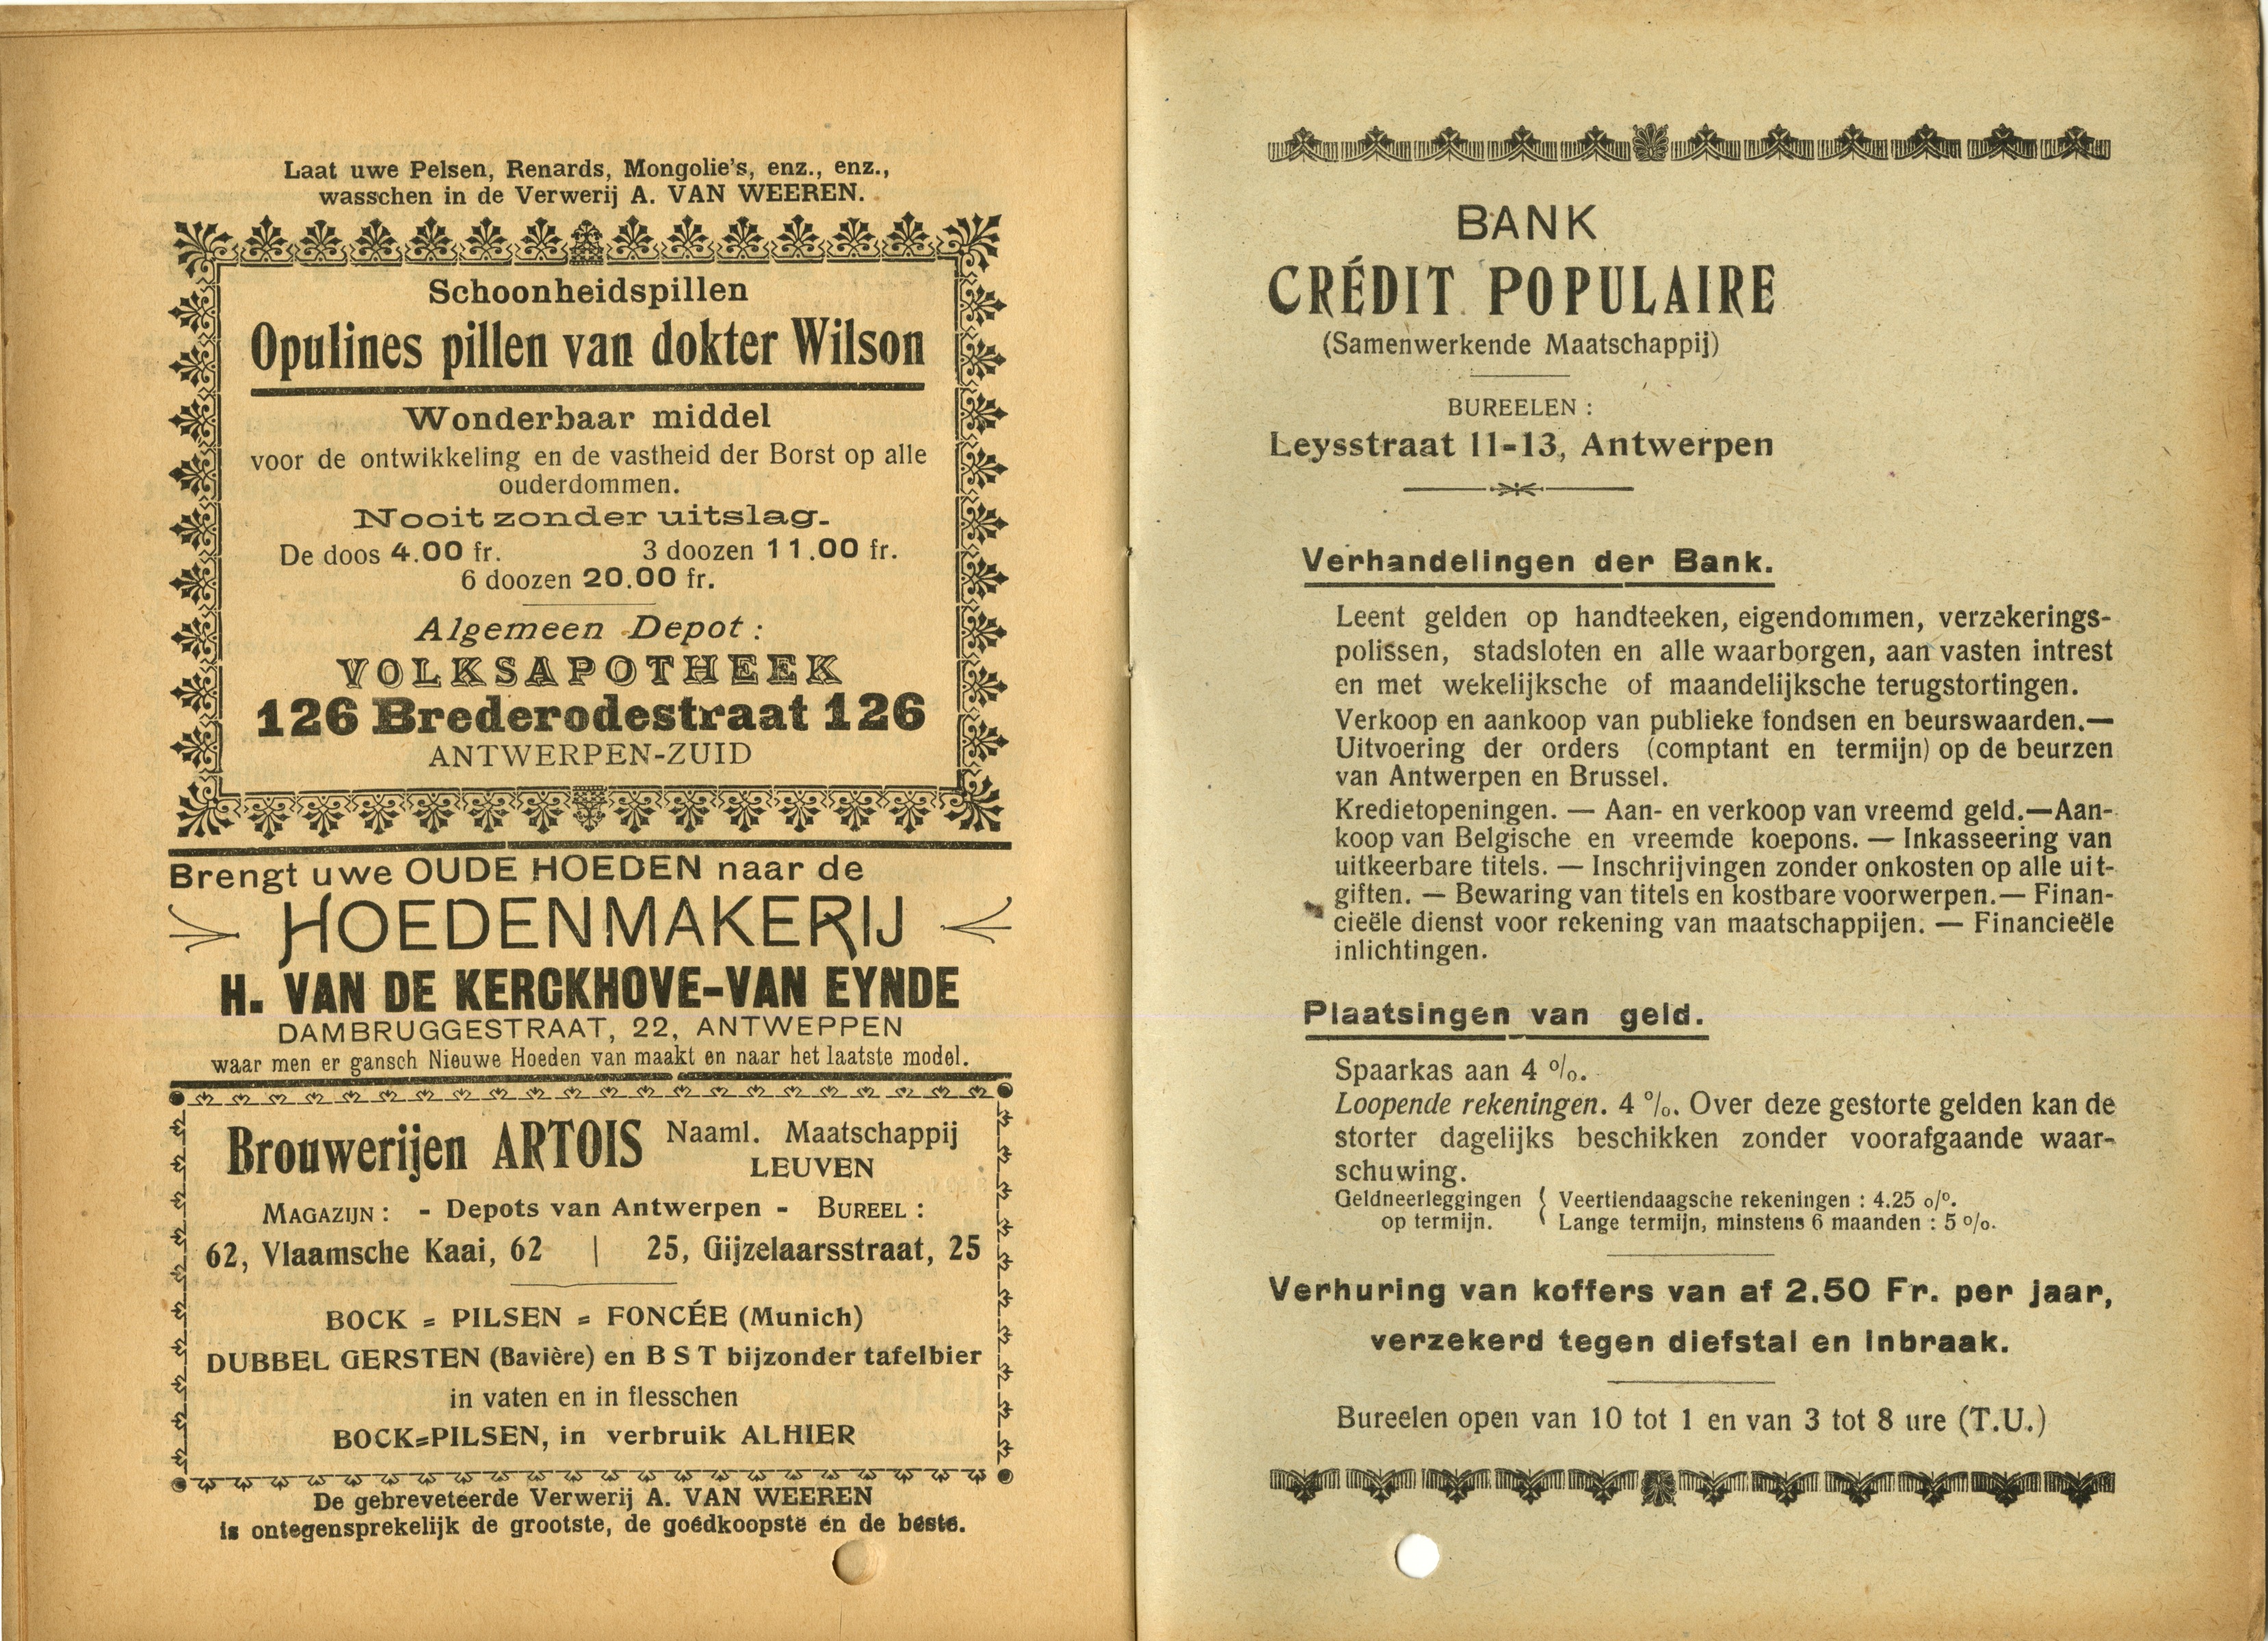 Laat uwe Pelsen, Renards, Mongolie's, enz., enz.,
wasschen in de Verwerij A. VAN WEEREN.
Schoonheidspillen
Opulines pillen van dokter Wilson
Wonderbaar middel
voor de ontwikkeling en de vastheid der Borst op alle
ouderdommen.
Nooit zonder uitslag.
De doos 4.00 fr. 3 doozen 11.00 fr.
6 doozen 20.00 fr.
Algemeen Depot :
VOLKSAPOTHEEK
126 Brederodestraat 126
ANTWERPEN-ZUID
Brengt uwe OUDE HOEDEN naar de
HOEDENMAKERIJ
H. VAN DE KERCKHOVE-VAN EYNDE
DAMBRUGGESTRAAT, 22, ANTWEPPEN
waar men er gansch Nieuwe Hoeden van maakt en naar het laatste model.
Brouwerijen ARTOIS Naaml. Maatschappij
LEUVEN
MAGAZIJN : - Depots van Antwerpen - BUREEL :
62, Vlaamsche Kaai, 62 | 25, Gijzelaarsstraat, 25
BOCK = PILSEN = FONCÉE (Munich)
DUBBEL GERSTEN (Bavière) en B S T bijzonder tafelbier
in vaten en in flesschen
BOCK=PILSEN, in verbruik ALHIER
De gebreveteerde Verwerij A. VAN WEEREN
is ontegensprekelijk de grootste, de goedkoopste en de beste.
BANK
CRÉDIT POPULAIRE
(Samenwerkende Maatschappij)
BUREELEN :
Leysstraat 11-13, Antwerpen
Verhandelingen der Bank.
Leent gelden op handteeken, eigendommen, verzekerings-
polissen, stadsloten en alle waarborgen, aan vasten intrest
en met wekelijksche of maandelijksche terugstortingen.
Verkoop en aankoop van publieke fondsen en beurswaarden.—
Uitvoering der orders (comptant en termijn) op de beurzen
van Antwerpen en Brussel.
Kredietopeningen. — Aan- en verkoop van vreemd geld.—Aan-
koop van Belgische en vreemde koepons. — Inkasseering van
uitkeerbare titels. — Inschrijvingen zonder onkosten op alle uit-
giften. — Bewaring van titels en kostbare voorwerpen.— Finan-
cieële dienst voor rekening van maatschappijen. — Financieële
inlichtingen.
Plaatsingen van geld.
Spaarkas aan 4 %.
Loopende rekeningen. 4 %. Over deze gestorte gelden kan de
storter dagelijks beschikken zonder voorafgaande waar-
schuwing.
Geldneerleggingen { Veertiendaagsche rekeningen : 4.25 o/o.
op termijn. Lange termijn, minstens 6 maanden : 5 o/o.
Verhuring van koffers van af 2.50 Fr. per jaar,
verzekerd tegen diefstal en inbraak.
Bureelen open van 10 tot 1 en van 3 tot 8 ure (T.U.)